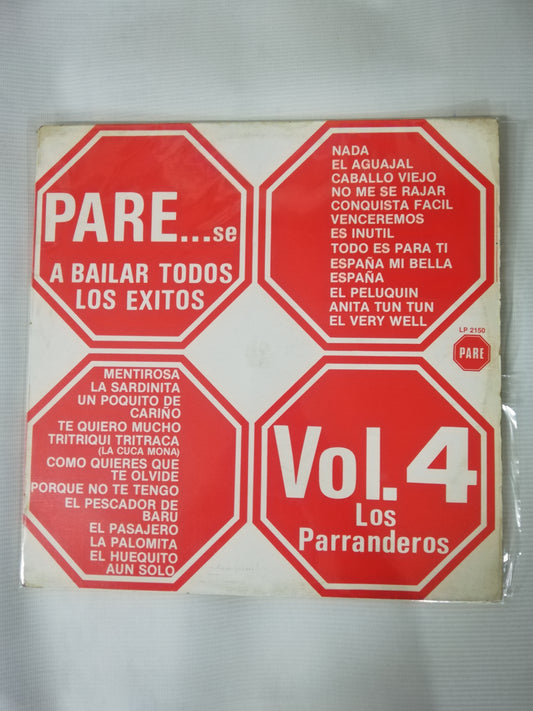 PARE...se
A BAILAR TODOS
LOS EXITOS
NADA
EL AGUAJAL
CABALLO VIEJO
NO ME SE RAJAR
CONQUISTA FACIL
VENCEREMOS
ES INUTIL
TODO ES PARA TI
ESPAÑA MI BELLA
ESPAÑA
EL PELUQUIN
ANITA TUN TUN
EL VERY WELL
LP 2150
PARE
MENTIROSA
LA SARDINITA
UN POQUITO DE
CARIÑO
TE QUIERO MUCHO
TRITRIQUI TRITRACA
(LA CUCA MONA)
COMO QUIERES QUE
TE OLVIDE
PORQUE NO TE TENGO
EL PESCADOR DE
BARU
EL PASAJERO
LA PALOMITA
EL HUEQUITO
AUN SOLO
Vol.4
Los
Parranderos